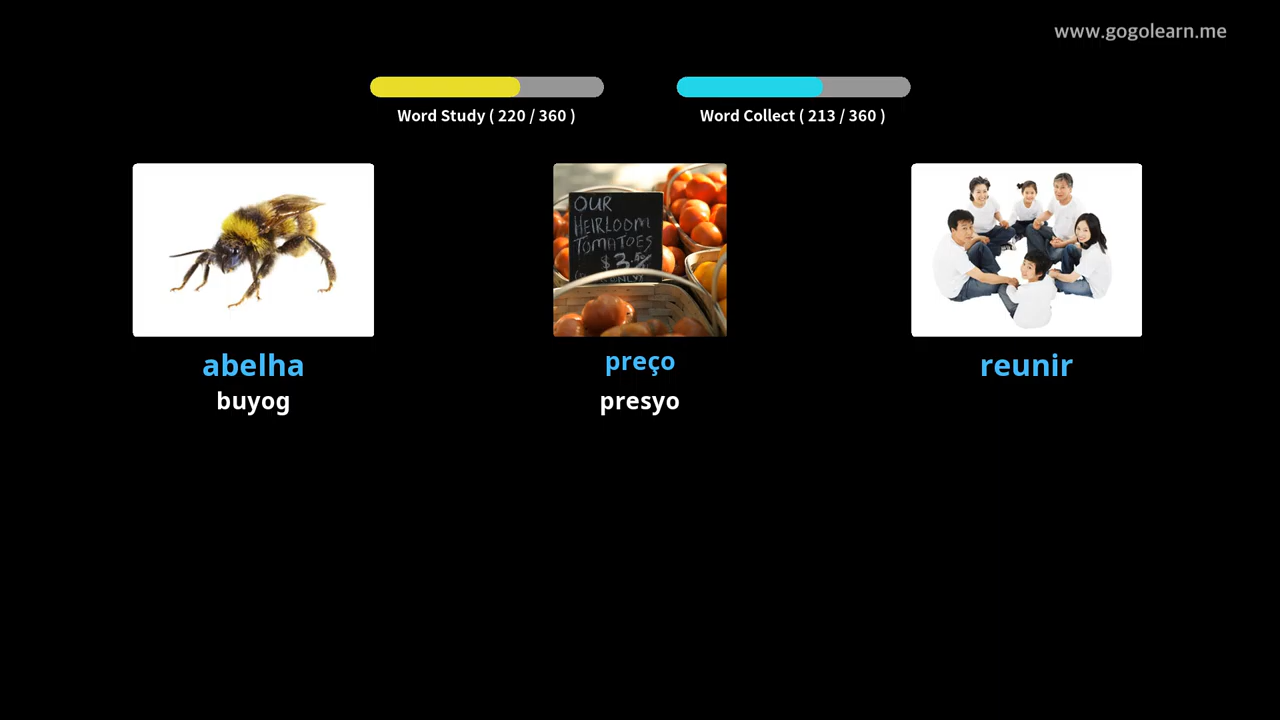 www.gogolearn.me
Word Study ( 220 / 360 )
Word Collect ( 213 / 360 )
OUR
HEIRLOOM
TOMATOES
abelha
preço
reunir
buyog
presyo